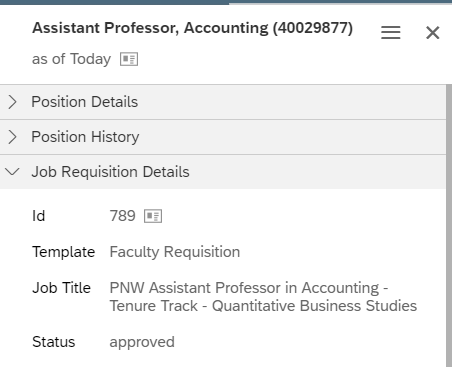 Assistant Professor, Accounting (40029877)
as of Today
Position Details
Position History
Job Requisition Details
Id 789
Template Faculty Requisition
Job Title PNW Assistant Professor in Accounting -
Tenure Track - Quantitative Business Studies
Status approved